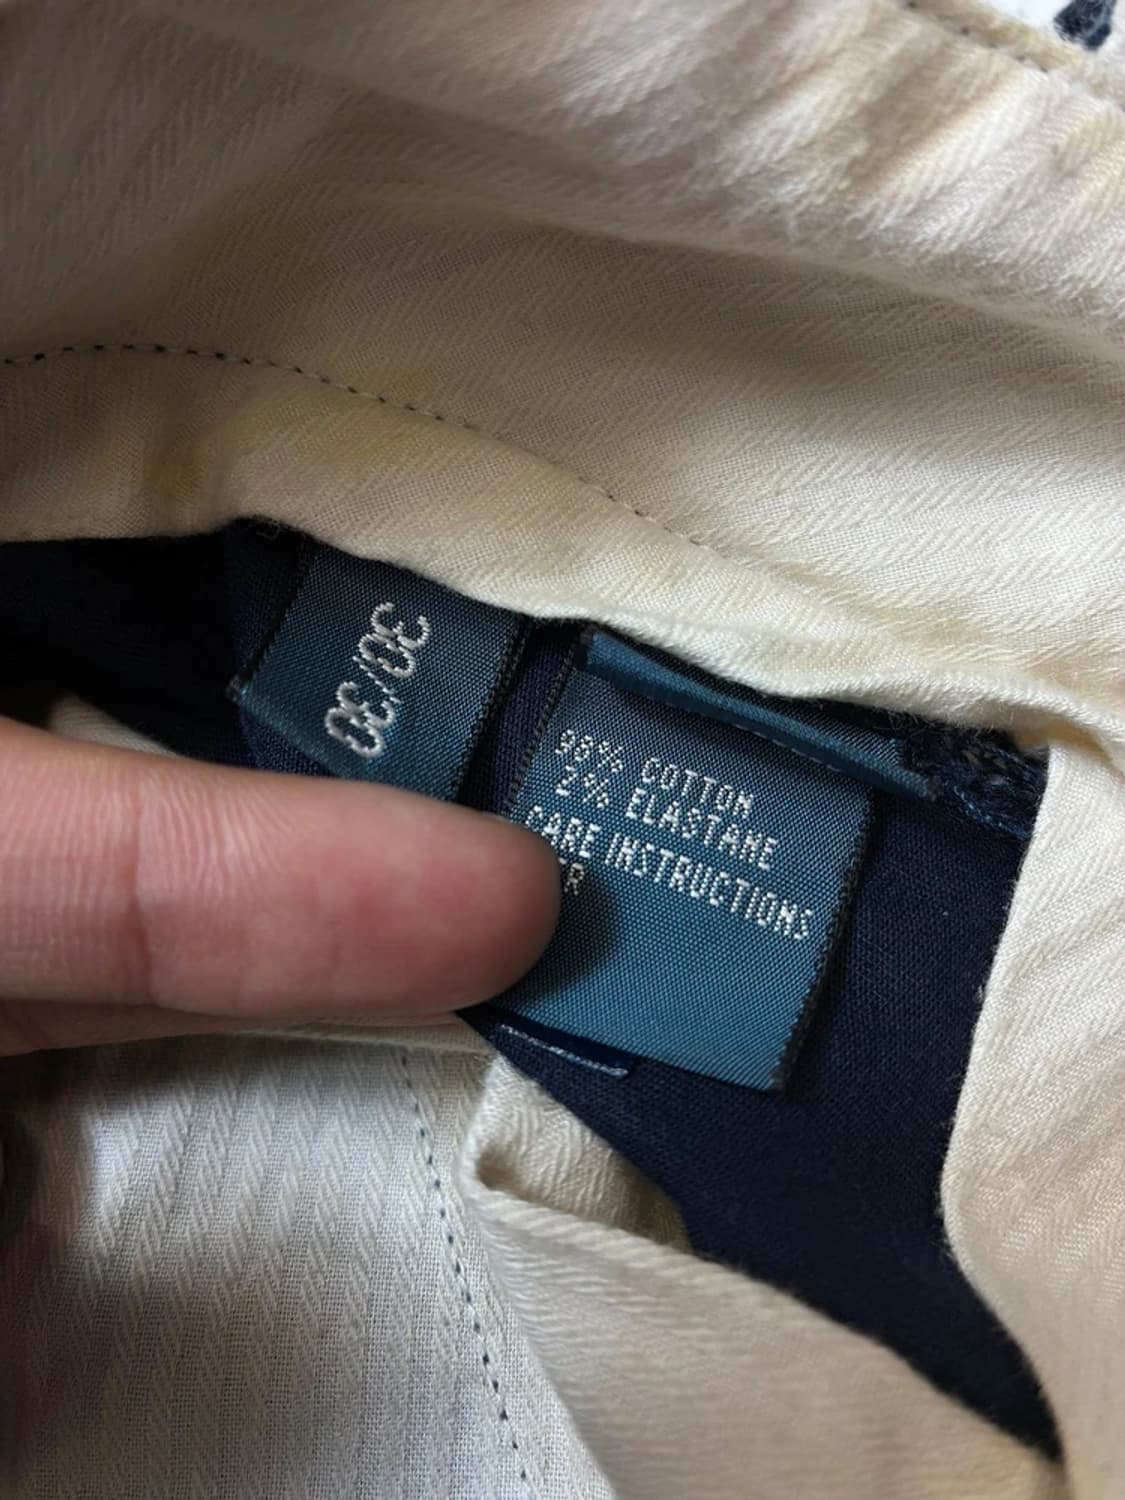 30/30
98% COTTON
2% ELASTANE
CARE INSTRUCTIONS